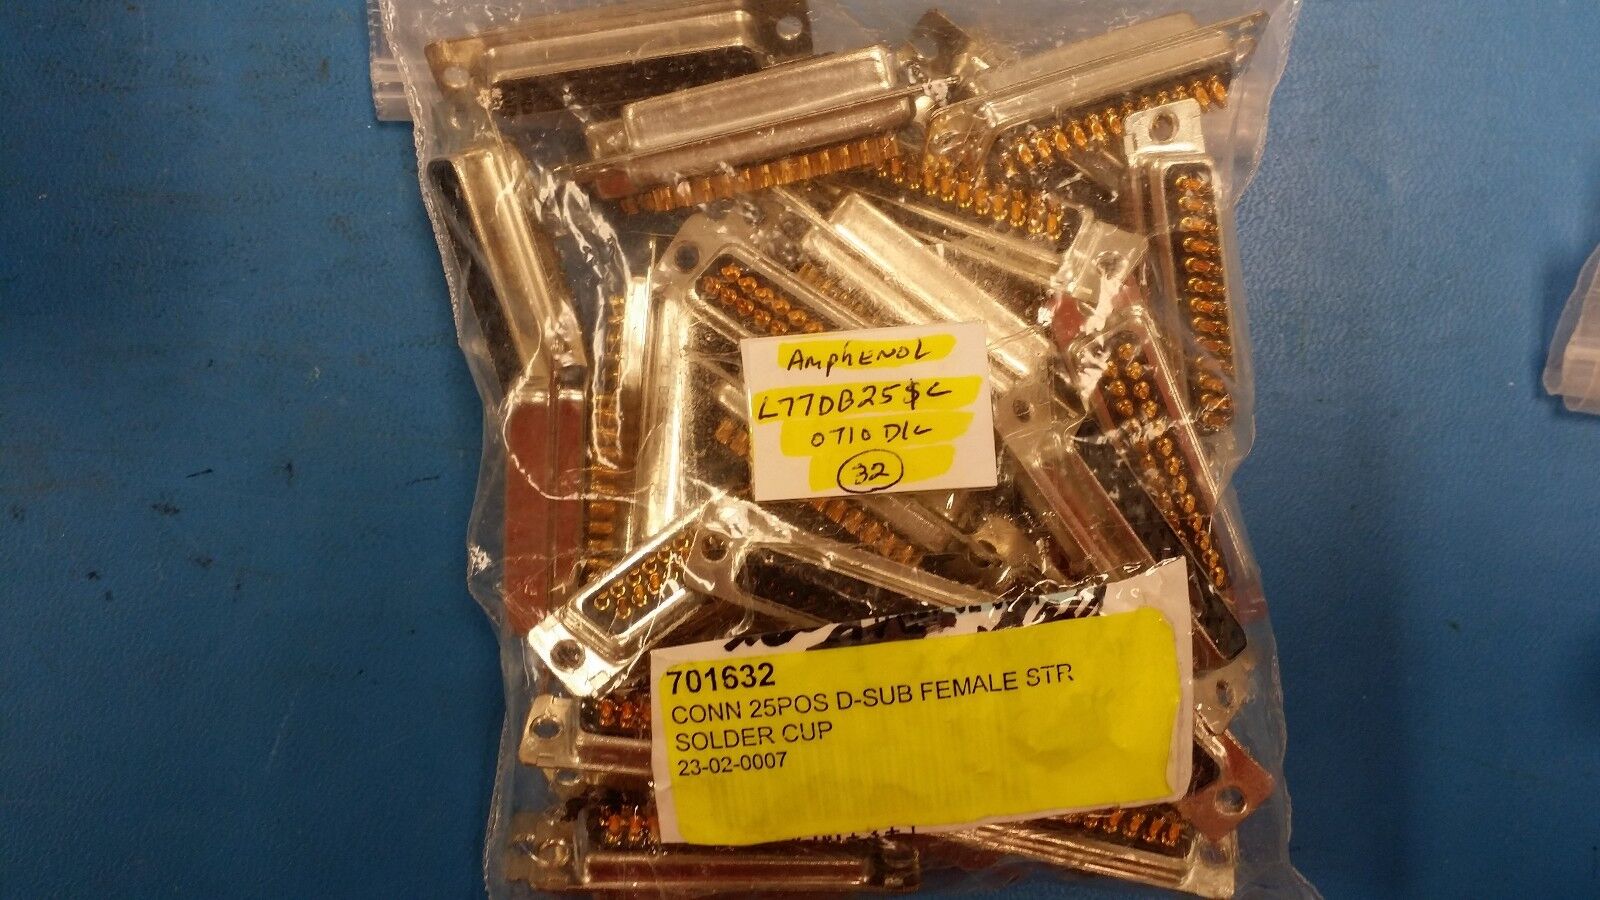 AmphENOL
L77DB25$C
0710 D/C
32
701632
CONN 25POS D-SUB FEMALE STR
SOLDER CUP
23-02-0007